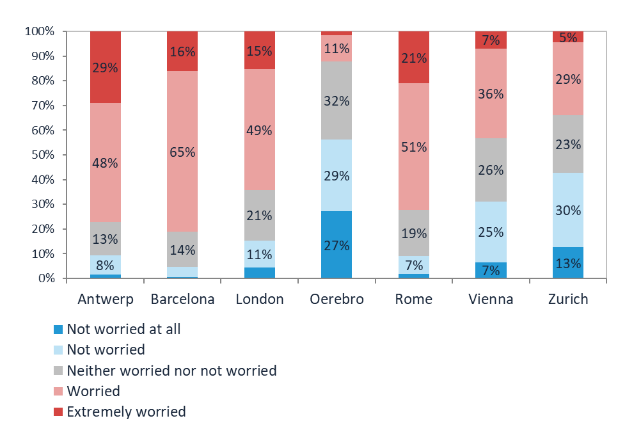 100%
90%
80%
70%
60%
50%
40%
30%
20%
10%
0%
29% 16% 15% 11% 21% 7% 5%
48% 65% 49% 32% 51% 36% 29%
13% 14% 21% 29% 19% 26% 23%
8% 11% 27% 7% 25% 30%
7% 13%
Antwerp Barcelona London Oerebro Rome Vienna Zurich
Not worried at all
Not worried
Neither worried nor not worried
Worried
Extremely worried